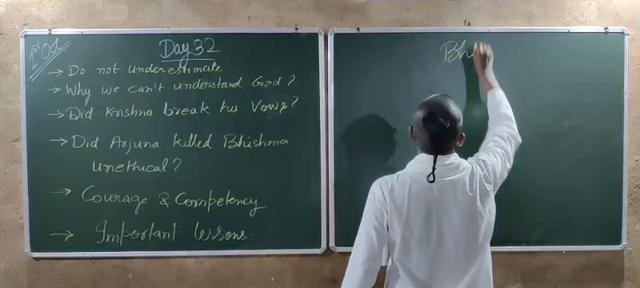 1st Oct
Day 32
→ Do not underestimate.
→ Why we can't understand God?
→ Did Krishna break his Vows?
→ Did Arjuna killed Bhishma
unethical?
→ Courage & Competency
→ Important lessons.
Bhi